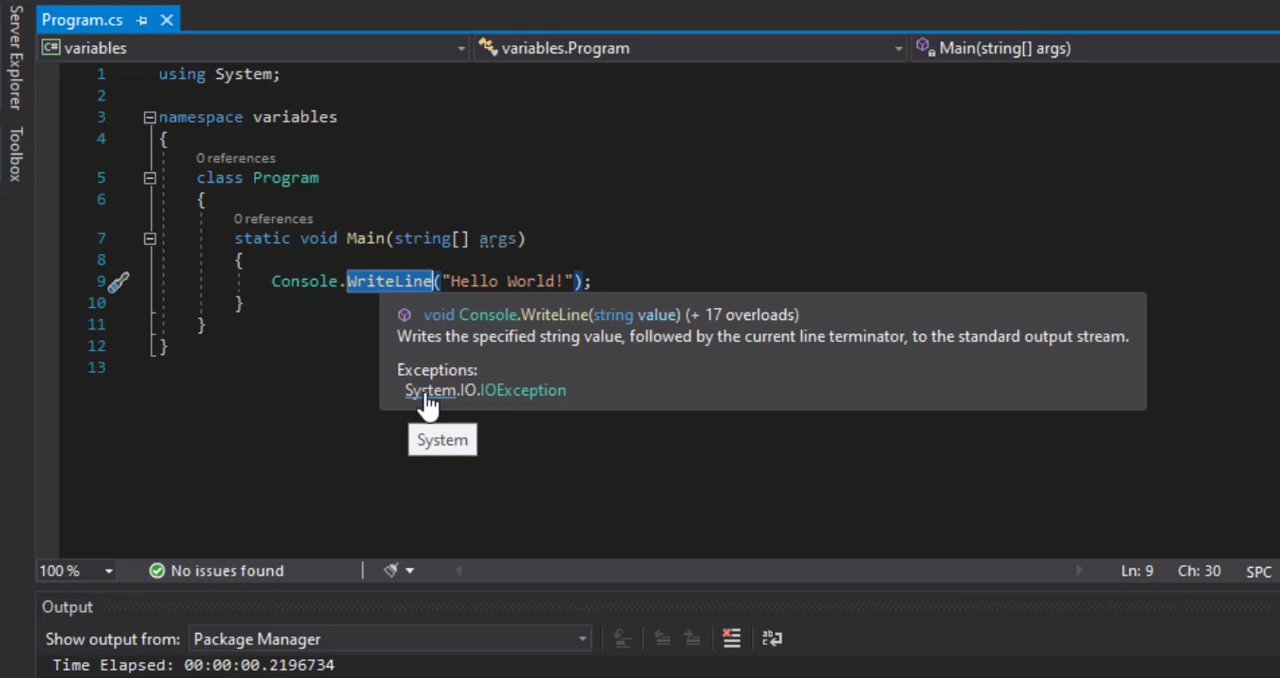 Server Explorer
Toolbox
Program.cs
C# variables
variables.Program
Main(string[] args)
1 using System;
2
3 namespace variables
4 {
0 references
5 class Program
6 {
0 references
7 static void Main(string[] args)
8 {
9 Console.WriteLine("Hello World!");
10 }
11 }
12 }
13
void Console.WriteLine(string value) (+ 17 overloads)
Writes the specified string value, followed by the current line terminator, to the standard output stream.
Exceptions:
System.IO.IOException
System
100 %
No issues found
Ln: 9 Ch: 30 SPC
Output
Show output from: Package Manager
Time Elapsed: 00:00:00.2196734